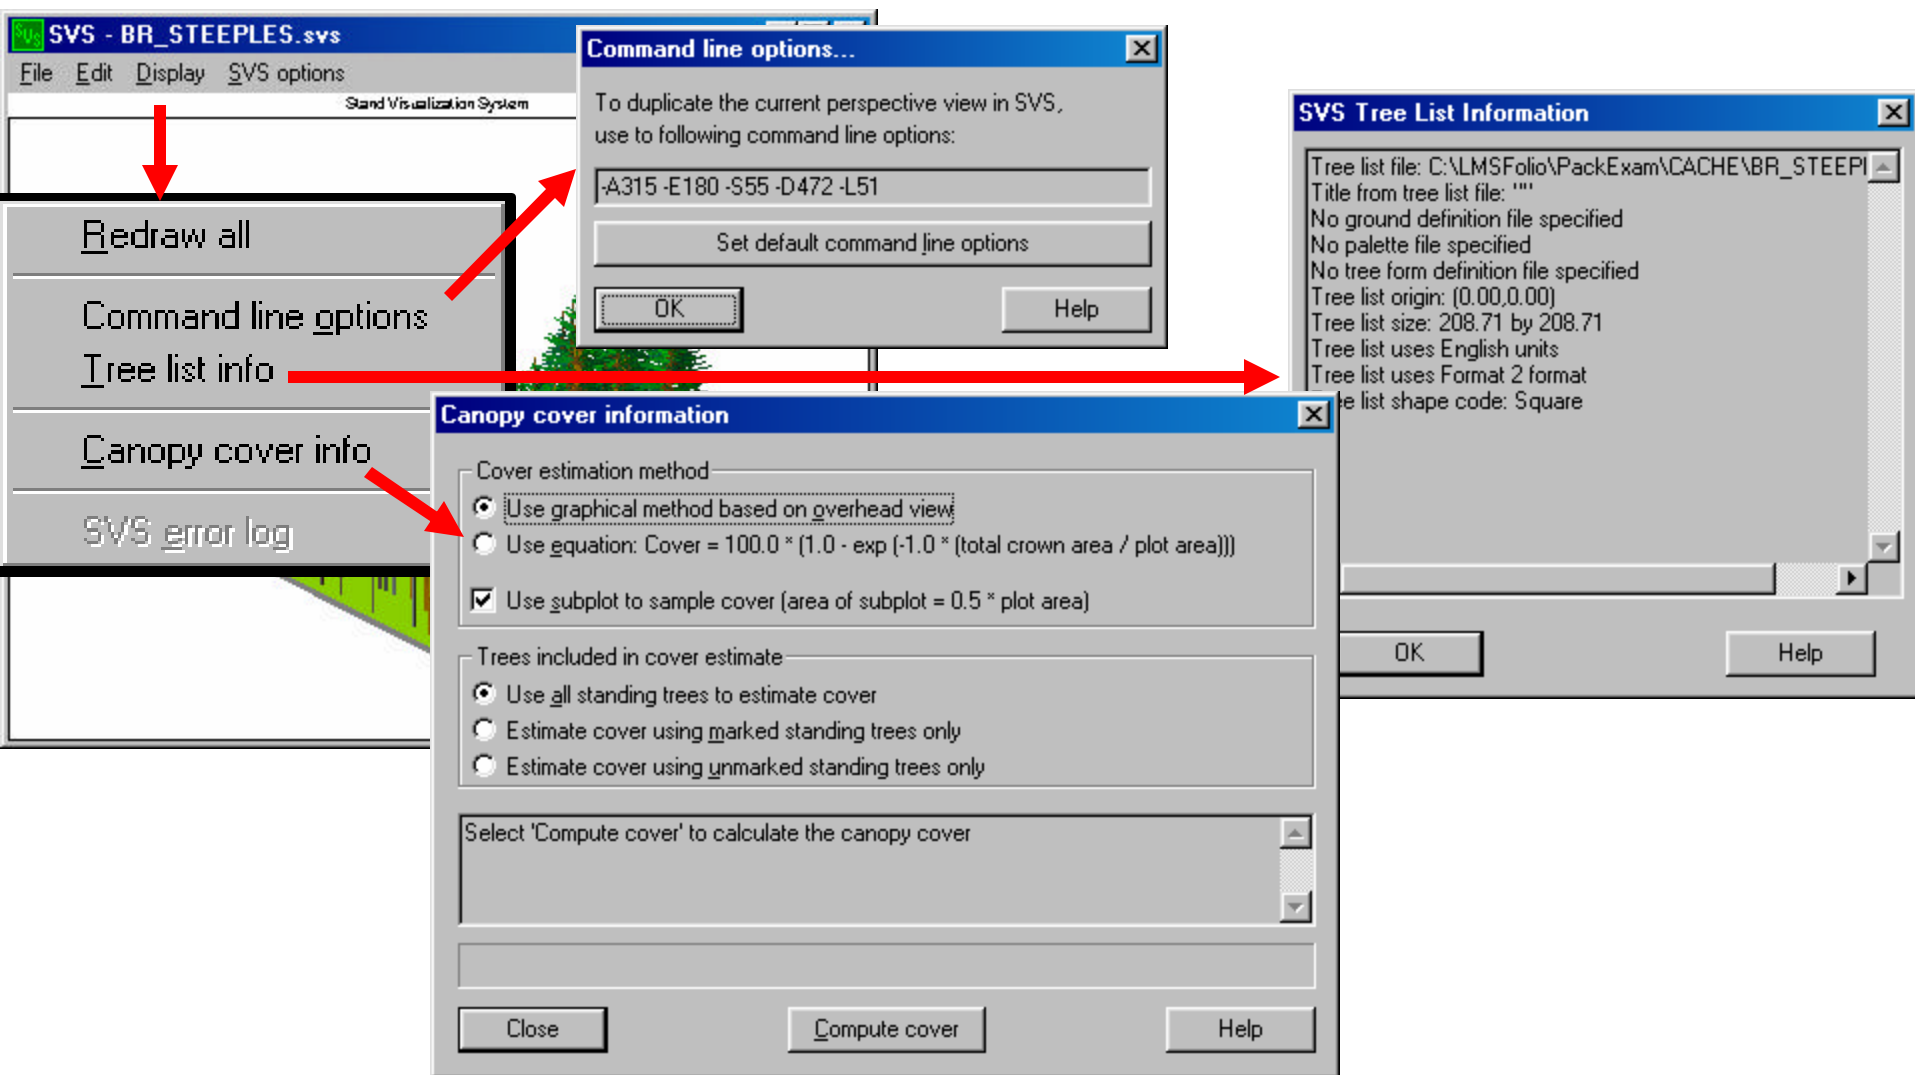 SVS - BR_STEEPLES.svs
File Edit Display SVS options
Stand Visualization System
Redraw all
Command line options
Tree list info
Canopy cover info
SVS error log
Command line options...
To duplicate the current perspective view in SVS,
use to following command line options:
-A315 -E180 -S55 -D472 -L51
Set default command line options
OK Help
SVS Tree List Information
Tree list file: C:\LMSFolio\PackExam\CACHE\BR_STEEPL
Title from tree list file: ""
No ground definition file specified
No palette file specified
No tree form definition file specified
Tree list origin: (0.00,0.00)
Tree list size: 208.71 by 208.71
Tree list uses English units
Tree list uses Format 2 format
ee list shape code: Square
OK Help
Canopy cover information
Cover estimation method
Use graphical method based on overhead view
Use equation: Cover = 100.0 * (1.0 - exp (-1.0 * (total crown area / plot area)))
Use subplot to sample cover (area of subplot = 0.5 * plot area)
Trees included in cover estimate
Use all standing trees to estimate cover
Estimate cover using marked standing trees only
Estimate cover using unmarked standing trees only
Select 'Compute cover' to calculate the canopy cover
Close Compute cover Help